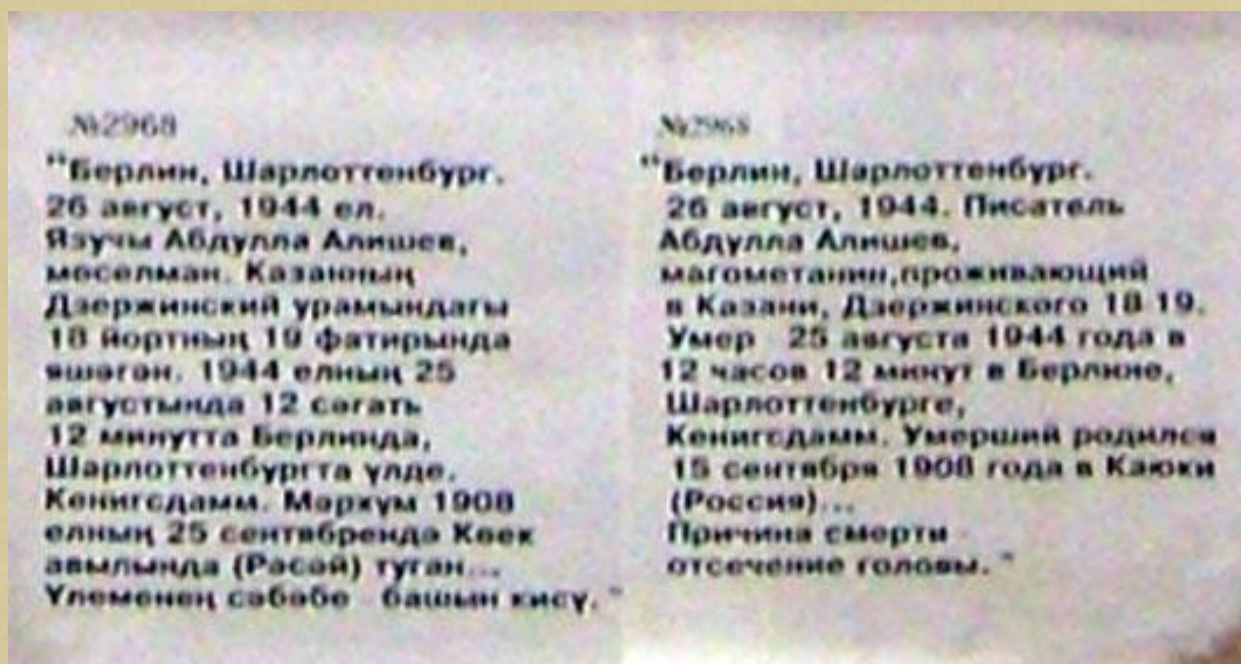 №2968
"Берлин, Шарлоттенбург.
26 август, 1944 ел.
Язучы Абдулла Алишев,
мөселман. Казаюның
Дзержинский урамындагы
18 йортның 19 фатирында
яшәгән. 1944 елның 25
августында 12 сәгать
12 минутта Берлинда,
Шарлоттенбургта үлде.
Кенигсдамм. Мәрхүм 1908
елның 25 сентябрендә Көек
авылында (Рәсәй) туган...
Үлеменең сәбәбе башын кисү."
№2968
"Берлин, Шарлоттенбург.
26 август, 1944. Писатель
Абдулла Алишев,
магометанин,проживающий
в Казани, Дзержинского 18 19.
Умер 25 августа 1944 года в
12 часов 12 минут в Берлине,
Шарлоттенбурге,
Кенигсдамм. Умерший родился
15 сентября 1908 года в Каюки
(Россия)...
Причина смерти
отсечение головы."